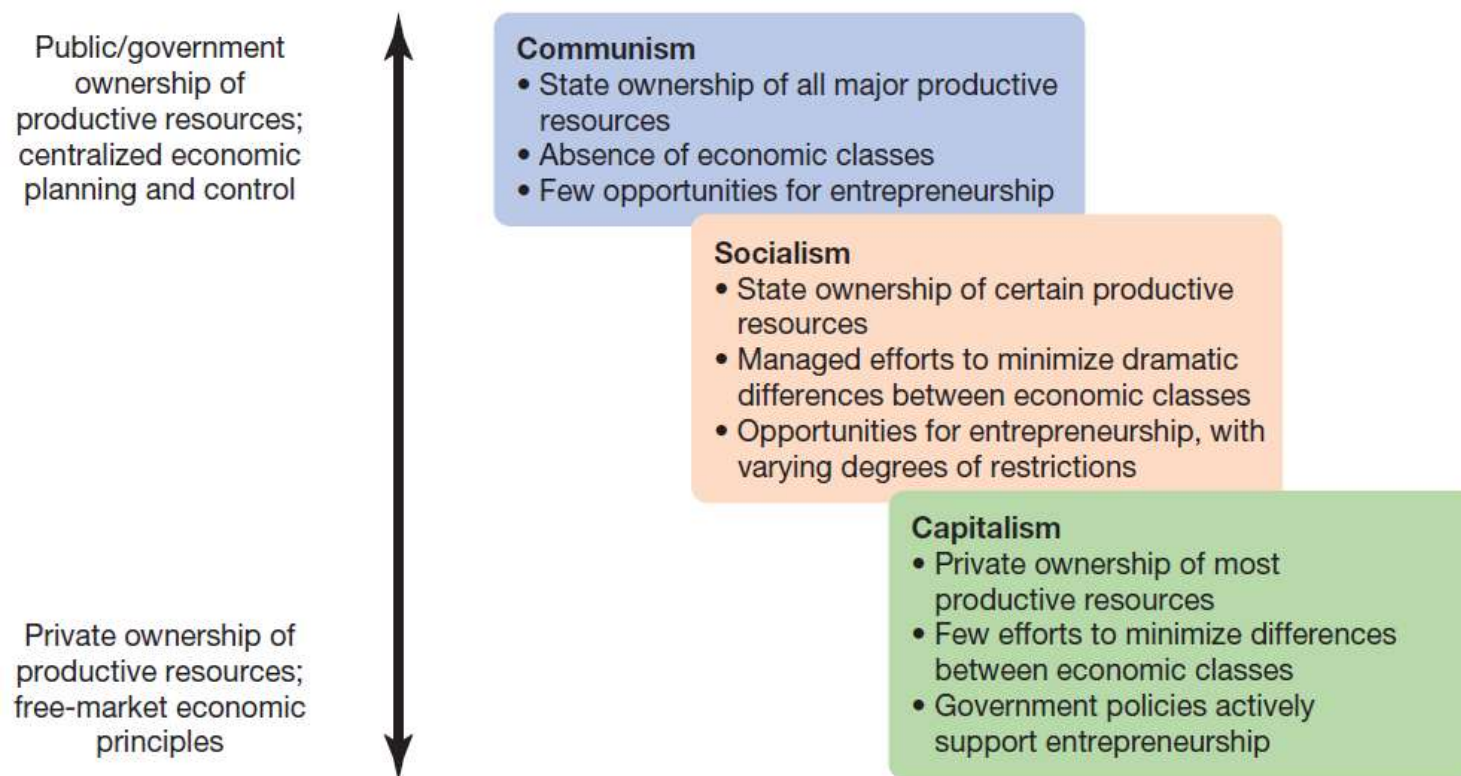 Public/government
ownership of
productive resources;
centralized economic
planning and control
Communism
• State ownership of all major productive
resources
• Absence of economic classes
• Few opportunities for entrepreneurship
Socialism
• State ownership of certain productive
resources
• Managed efforts to minimize dramatic
differences between economic classes
• Opportunities for entrepreneurship, with
varying degrees of restrictions
Capitalism
• Private ownership of most
productive resources
• Few efforts to minimize differences
between economic classes
• Government policies actively
support entrepreneurship
Private ownership of
productive resources;
free-market economic
principles